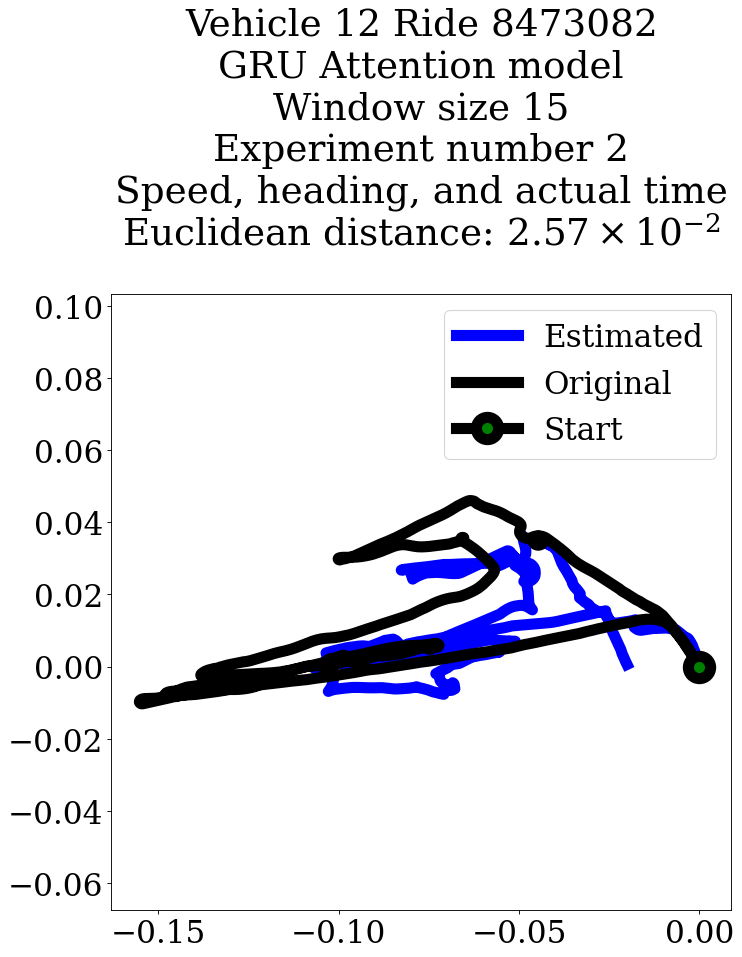 Vehicle 12 Ride 8473082
GRU Attention model
Window size 15
Experiment number 2
Speed, heading, and actual time
Euclidean distance: 2.57 × 10⁻²
0.10
0.08
0.06
0.04
0.02
0.00
−0.02
−0.04
−0.06
Estimated
Original
Start
−0.15
−0.10
−0.05
0.00